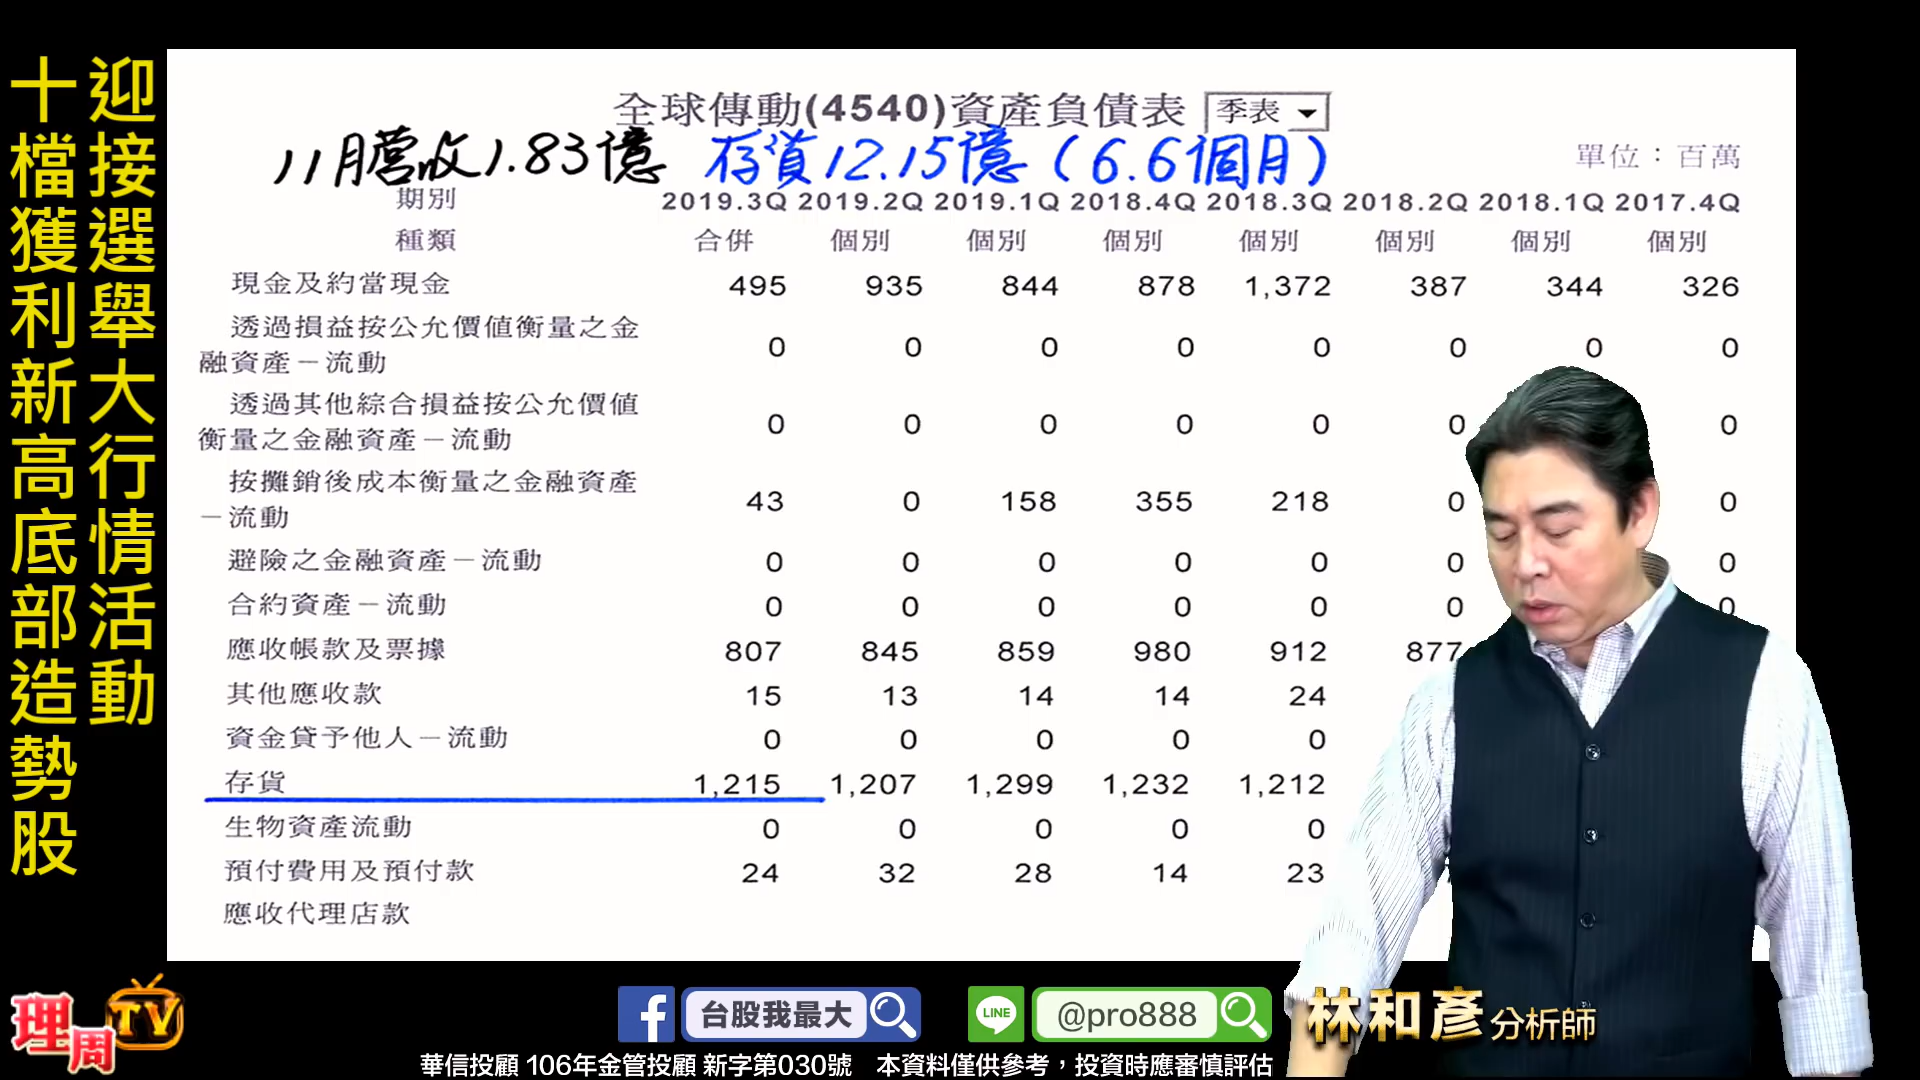 迎接選舉大行情活動
十檔獲利新高底部造勢股
全球傳動(4540)資產負債表 季表
11月營收1.83億 存貨12.15億(6.6個月)
單位：百萬
期別 2019.3Q 2019.2Q 2019.1Q 2018.4Q 2018.3Q 2018.2Q 2018.1Q 2017.4Q
種類 合併 個別 個別 個別 個別 個別 個別 個別
現金及約當現金 495 935 844 878 1,372 387 344 326
透過損益按公允價值衡量之金
融資產－流動 0 0 0 0 0 0 0 0
透過其他綜合損益按公允價值
衡量之金融資產－流動 0 0 0 0 0 0 0
按攤銷後成本衡量之金融資產
－流動 43 0 158 355 218 0 0
避險之金融資產－流動 0 0 0 0 0 0 0
合約資產－流動 0 0 0 0 0 0 0
應收帳款及票據 807 845 859 980 912 877
其他應收款 15 13 14 14 24
資金貸予他人－流動 0 0 0 0 0
存貨 1,215 1,207 1,299 1,232 1,212
生物資產流動 0 0 0 0 0
預付費用及預付款 24 32 28 14 23
應收代理店款
理周TV
f 台股我最大
LINE @pro888
林和彥 分析師
華信投顧 106年金管投顧 新字第030號 本資料僅供參考，投資時應審慎評估